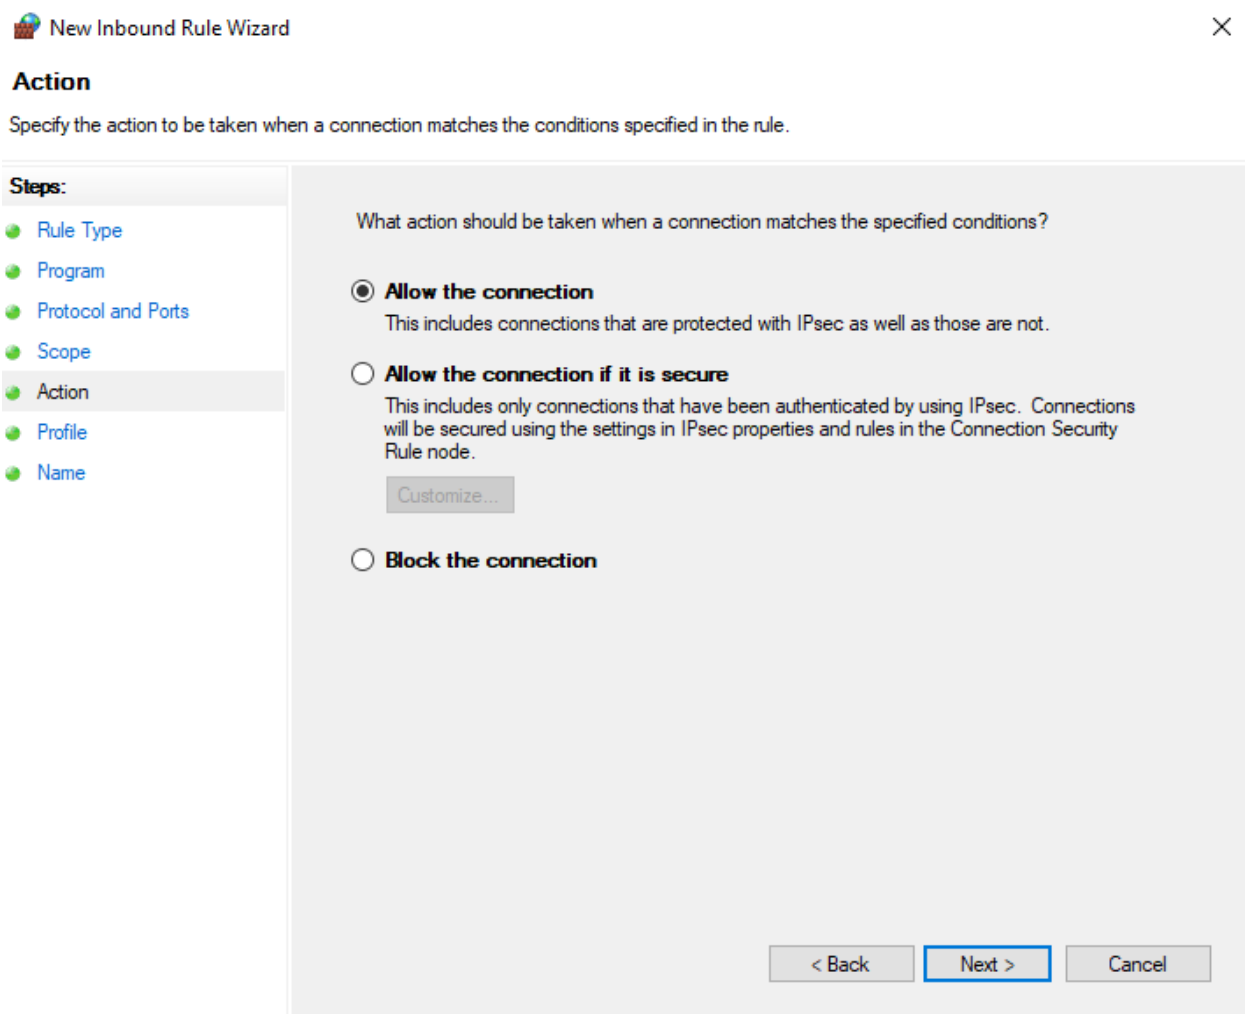 New Inbound Rule Wizard
Action
Specify the action to be taken when a connection matches the conditions specified in the rule.
Steps:
Rule Type
Program
Protocol and Ports
Scope
Action
Profile
Name
What action should be taken when a connection matches the specified conditions?
Allow the connection
This includes connections that are protected with IPsec as well as those are not.
Allow the connection if it is secure
This includes only connections that have been authenticated by using IPsec.  Connections
will be secured using the settings in IPsec properties and rules in the Connection Security
Rule node.
Customize...
Block the connection
< Back
Next >
Cancel